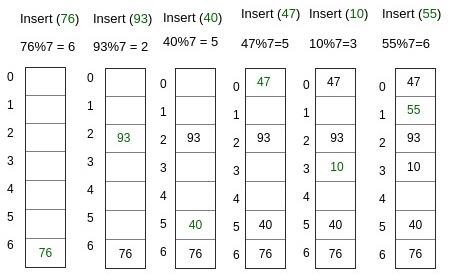 Insert (76) Insert (93) Insert (40) Insert (47) Insert (10) Insert (55)
76%7 = 6 93%7 = 2 40%7 = 5 47%7=5 10%7=3 55%7=6
0 0 0 0 47 0 47 0 47
1 1 1 1 1 1 55
2 2 93 2 93 2 93 2 93 2 93
3 3 3 3 3 10 3 10
4 4 4 4 4 4
5 5 5 40 5 40 5 40 5 40
6 76 6 76 6 76 6 76 6 76 6 76